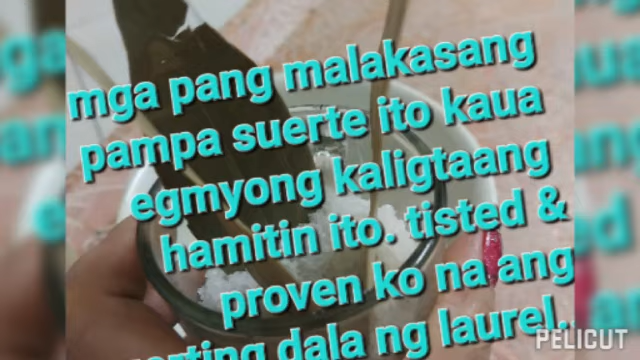 mga pang malakasang
pampa suerte ito kaua
egmyong kaligtaang
hamitin ito. tisted &
proven ko na ang
dala ng laurel..
PELICUT